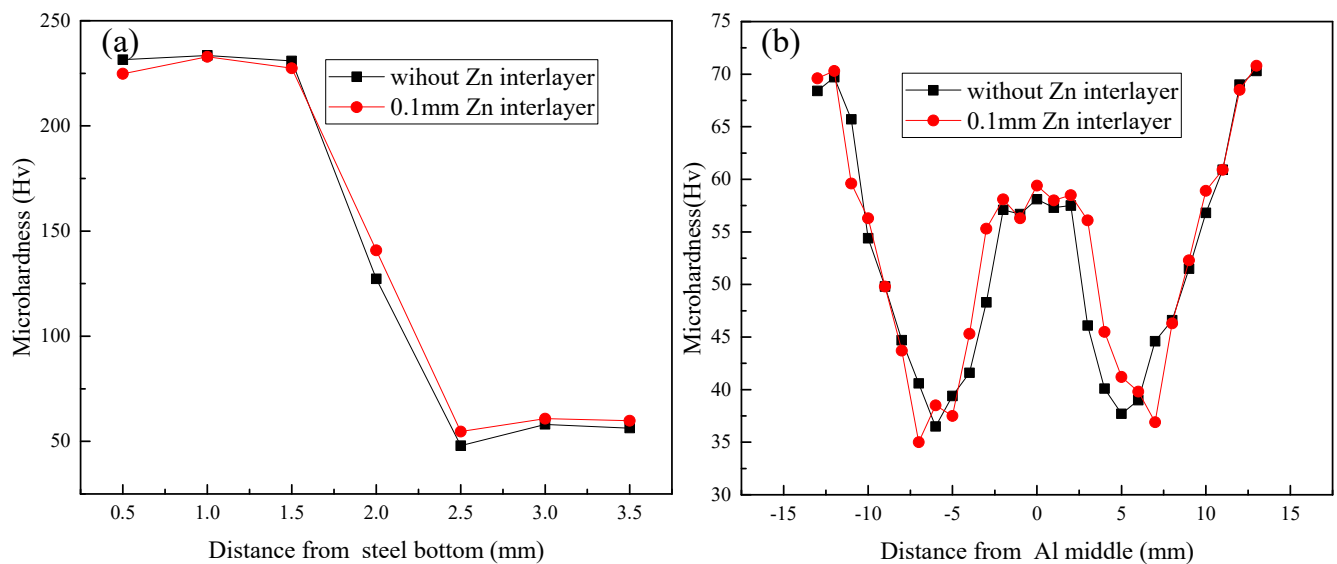 (a)
wihout Zn interlayer
0.1mm Zn interlayer
250
200
150
100
50
Microhardness (Hv)
0.5 1.0 1.5 2.0 2.5 3.0 3.5
Distance from steel bottom (mm)
(b)
without Zn interlayer
0.1mm Zn interlayer
75
70
65
60
55
50
45
40
35
30
Microhardness(Hv)
-15 -10 -5 0 5 10 15
Distance from Al middle (mm)